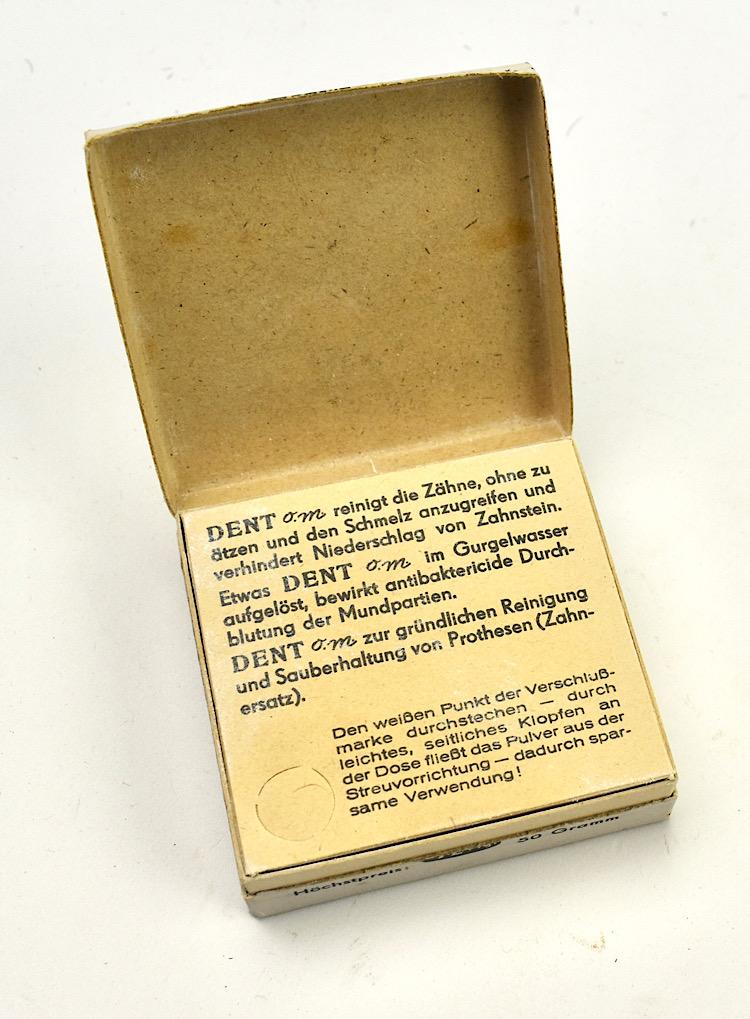 DENT o.m reinigt die Zähne, ohne zu
ätzen und den Schmelz anzugreifen und
verhindert Niederschlag von Zahnstein.
Etwas DENT o.m im Gurgelwasser
aufgelöst, bewirkt antibaktericide Durch-
blutung der Mundpartien.
DENT o.m zur gründlichen Reinigung
und Sauberhaltung von Prothesen (Zahn-
ersatz).
Den weißen Punkt der Verschluß-
marke durchstechen — durch
leichtes, seitliches Klopfen an
der Dose fließt das Pulver aus der
Streuvorrichtung — dadurch spar-
same Verwendung!
Höchstpreis: 50 Gramm